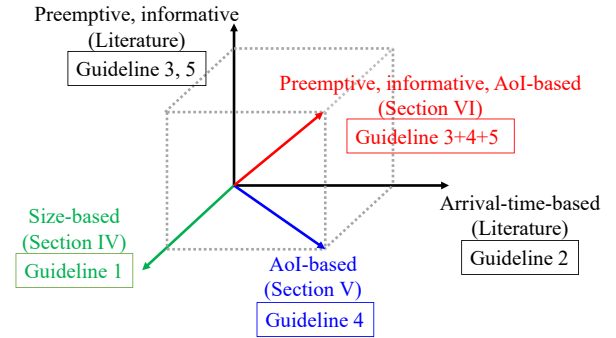 Preemptive, informative
(Literature)
Guideline 3, 5
Preemptive, informative, AoI-based
(Section VI)
Guideline 3+4+5
Size-based
(Section IV)
Guideline 1
AoI-based
(Section V)
Guideline 4
Arrival-time-based
(Literature)
Guideline 2